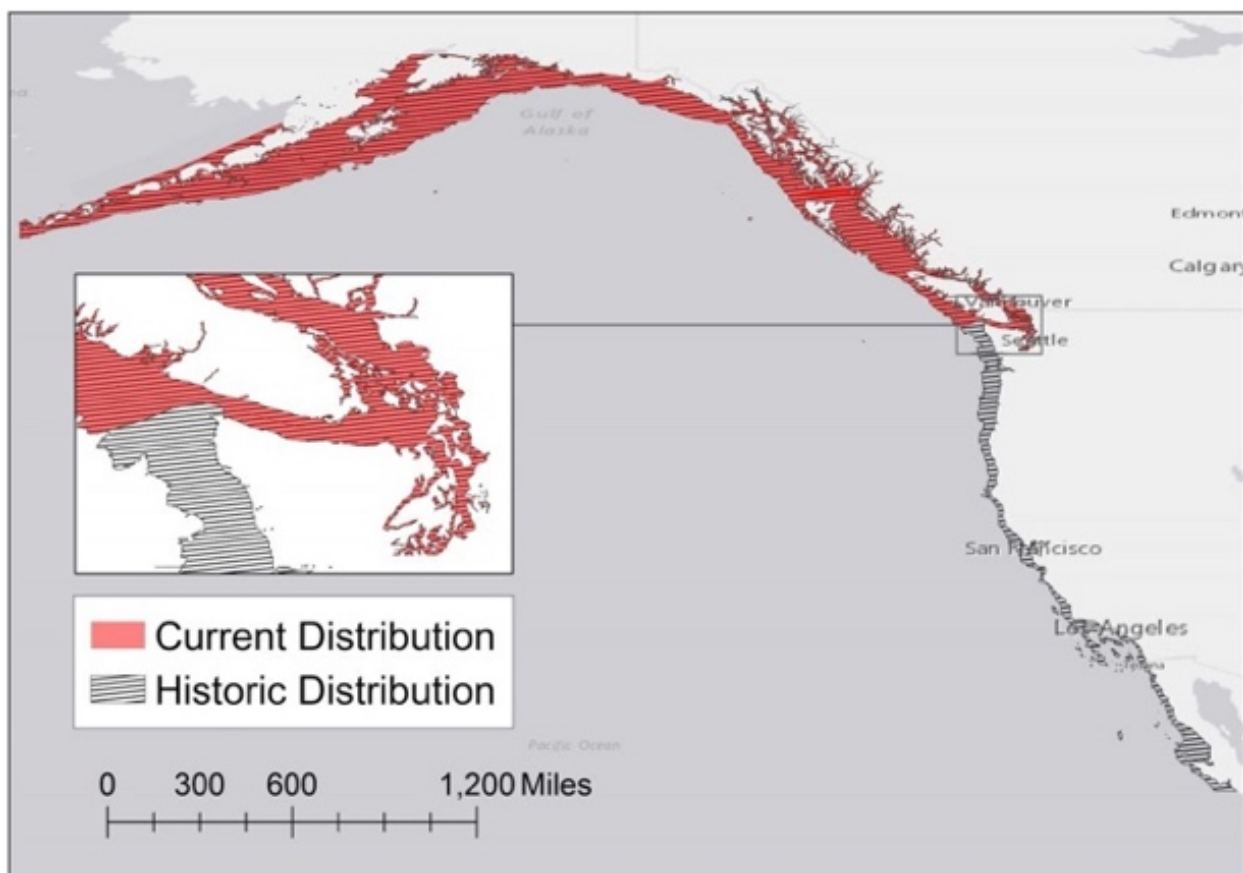 Gulf of
Alaska
Edmont
Calgary
Vancouver
Seattle
San Francisco
Los Angeles
Current Distribution
Historic Distribution
Pacific Ocean
0 300 600 1,200 Miles